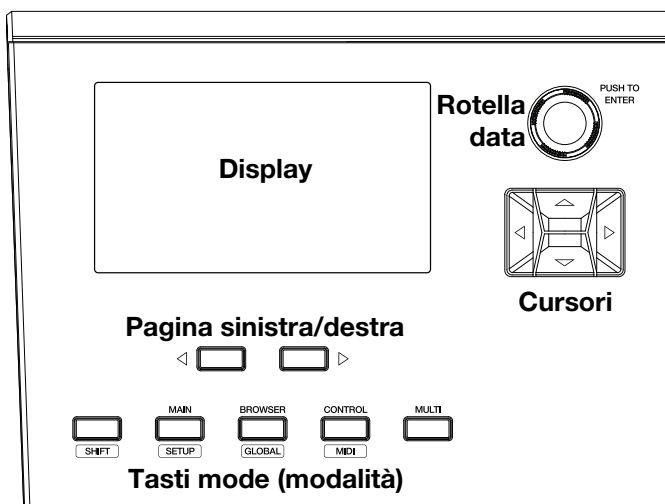 PUSH TO
ENTER
Rotella
data
Display
Cursori
Pagina sinistra/destra
MAIN BROWSER CONTROL MULTI
SHIFT SETUP GLOBAL MIDI
Tasti mode (modalità)